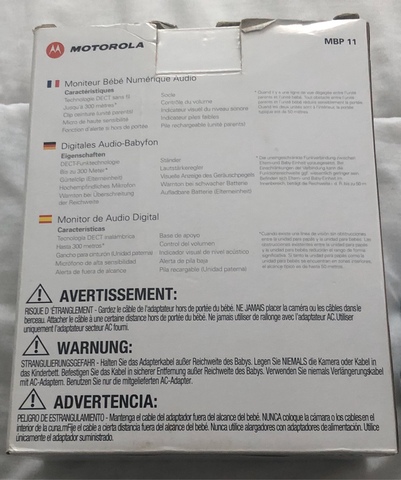 MOTOROLA
MBP 11
Moniteur Bébé Numérique Audio
Caractéristiques
Technologie DECT sans fil
Jusqu'à 300 mètres*
Clip ceinture (unité parents)
Micro de haute sensibilité
Fonction d'alerte si hors de portée
Socle
Contrôle du volume
Indicateur visuel du niveau sonore
Indicateur piles faibles
Pile rechargeable (unité parents)
Digitales Audio-Babyfon
Eigenschaften
DECT-Funktechnologie
Bis zu 300 Meter*
Gürtelclip (Elterneinheit)
Hochempfindliches Mikrofon
Warnton bei Überschreitung
der Reichweite
Ständer
Lautstärkeregler
Visuelle Anzeige des Geräuschpegels
Warnton bei schwacher Batterie
Aufladbare Batterie (Elterneinheit)
Monitor de Audio Digital
Características
Tecnología DECT inalámbrica
Hasta 300 metros*
Gancho para cinturón (Unidad paterna)
Micrófono de alta sensibilidad
Alerta de fuera de alcance
Base de apoyo
Control del volumen
Indicador visual de nivel acústico
Alerta de pila baja
Pila recargable (Unidad paterna)
AVERTISSEMENT:
RISQUE D'ÉTRANGLEMENT - Gardez le câble de l'adaptateur hors de portée du bébé. NE JAMAIS placer la caméra ou les câbles dans le
berceau. Attacher le câble à une certaine distance hors de portée du bébé. Ne jamais utiliser de rallonge avec l'adaptateur AC. Utiliser
uniquement l'adaptateur secteur AC fourni.
WARNUNG:
STRANGULIERUNGSGEFAHR - Halten Sie das Adapterkabel außer Reichweite des Babys. Legen Sie NIEMALS die Kamera oder Kabel in
das Kinderbett. Befestigen Sie das Kabel in sicherer Entfernung außer Reichweite des Babys. Verwenden Sie niemals Verlängerungskabel
mit AC-Adaptern. Benutzen Sie nur die mitgelieferten AC-Adapter.
ADVERTENCIA:
PELIGRO DE ESTRANGULAMIENTO - Mantenga el cable del adaptador fuera del alcance del bebé. NUNCA coloque la cámara o los cables en el
interior de la cuna.mFije el cable a cierta distancia fuera del alcance del bebé. Nunca utilice alargadores con adaptadores de alimentación. Utilice
únicamente el adaptador suministrado.